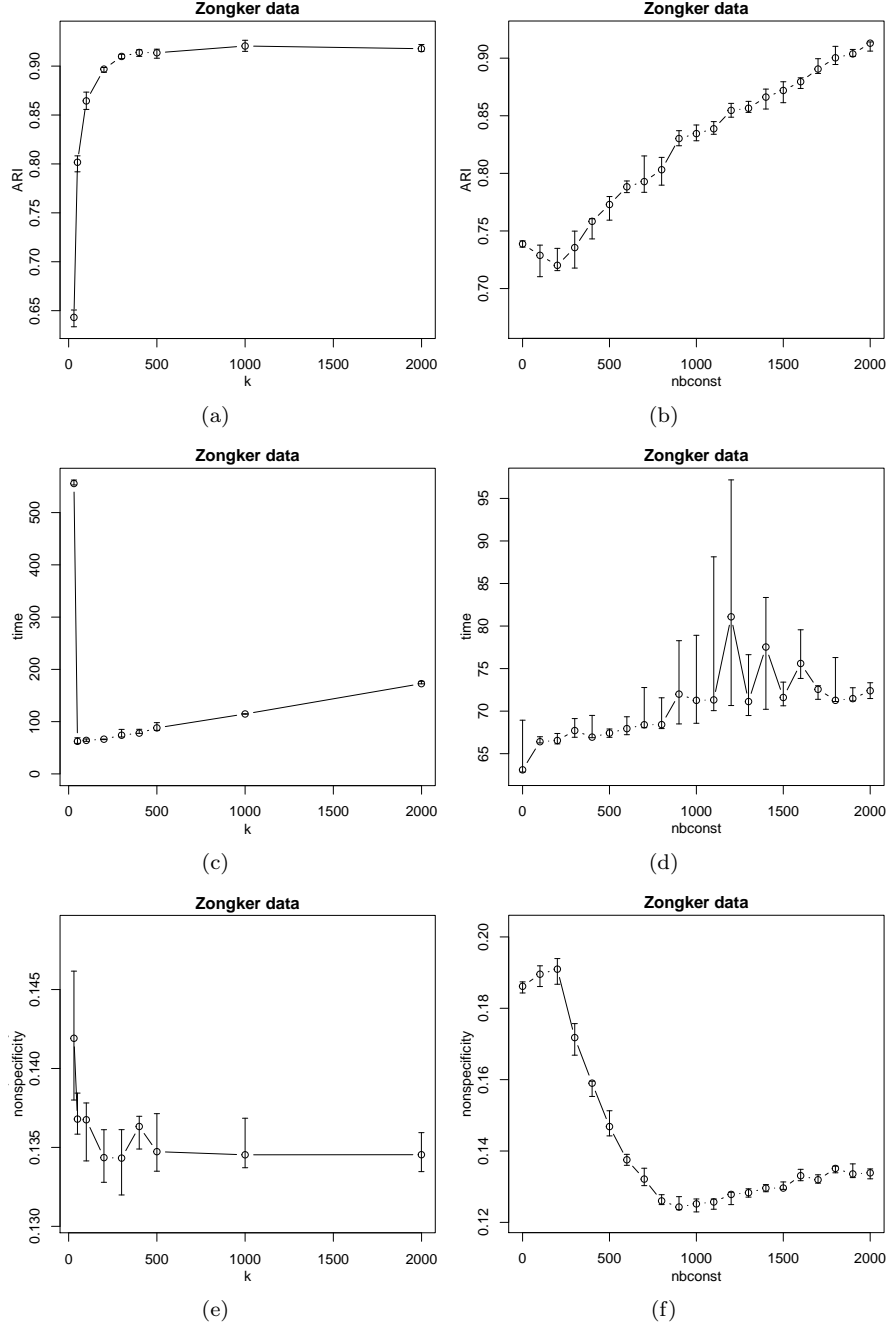 Zongker data
ARI
0.65 0.70 0.75 0.80 0.85 0.90
0 500 1000 1500 2000
k
(a)
Zongker data
ARI
0.70 0.75 0.80 0.85 0.90
0 500 1000 1500 2000
nbconst
(b)
Zongker data
time
0 100 200 300 400 500
0 500 1000 1500 2000
k
(c)
Zongker data
time
65 70 75 80 85 90 95
0 500 1000 1500 2000
nbconst
(d)
Zongker data
nonspecificity
0.130 0.135 0.140 0.145
0 500 1000 1500 2000
k
(e)
Zongker data
nonspecificity
0.12 0.14 0.16 0.18 0.20
0 500 1000 1500 2000
nbconst
(f)